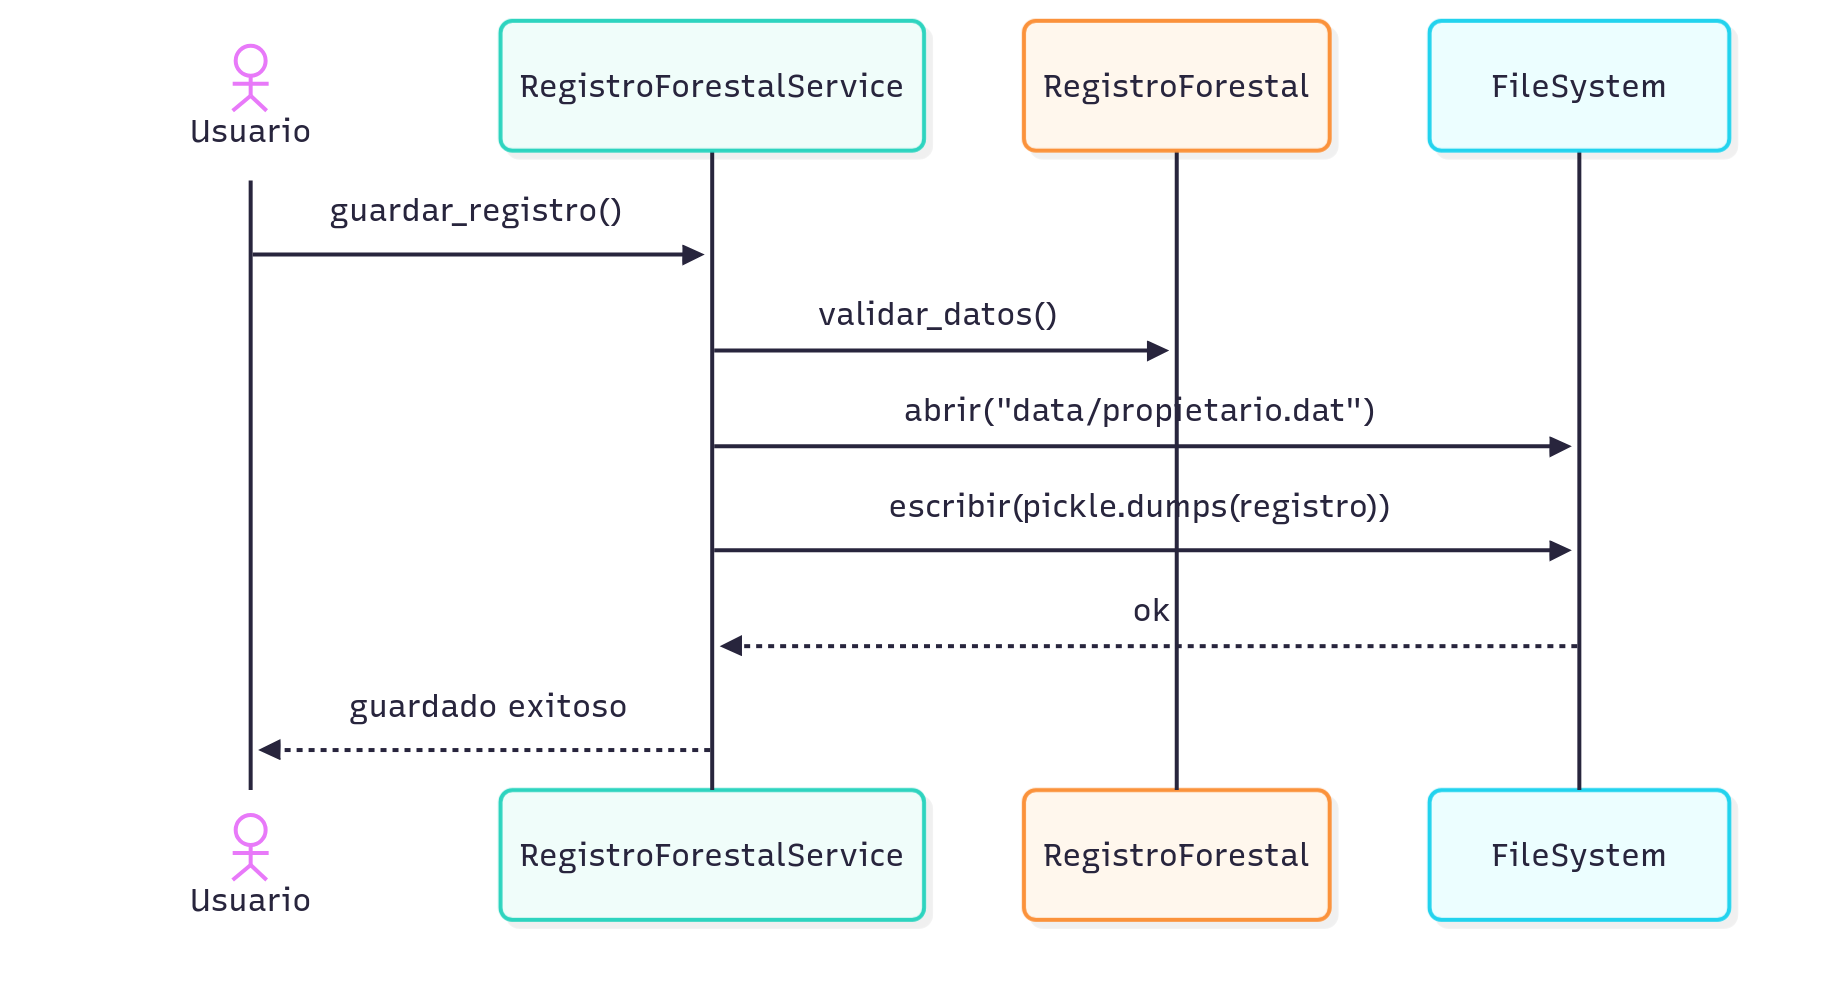 Usuario
RegistroForestalService
RegistroForestal
FileSystem
guardar_registro()
validar_datos()
abrir("data/propietario.dat")
escribir(pickle.dumps(registro))
ok
guardado exitoso
Usuario
RegistroForestalService
RegistroForestal
FileSystem